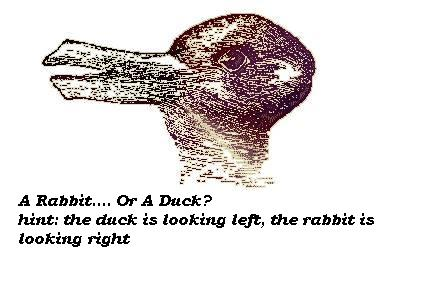 A Rabbit.... Or A Duck?
hint: the duck is looking left, the rabbit is
looking right